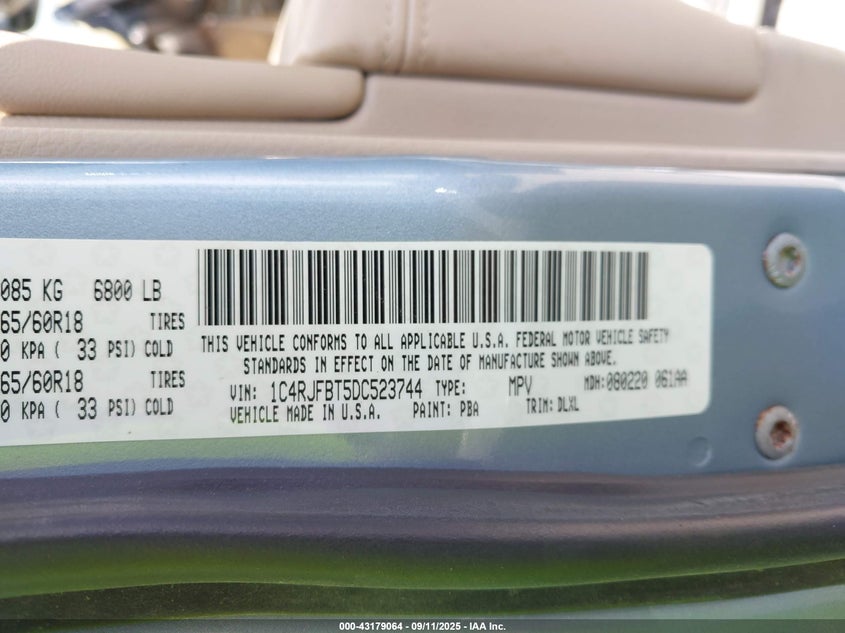 085 KG 6800 LB
65/60R18 TIRES
0 KPA ( 33 PSI) COLD
65/60R18 TIRES
0 KPA ( 33 PSI) COLD
THIS VEHICLE CONFORMS TO ALL APPLICABLE U.S.A. FEDERAL MOTOR VEHICLE SAFETY
STANDARDS IN EFFECT ON THE DATE OF MANUFACTURE SHOWN ABOVE.
VIN: 1C4RJFBT5DC523744 TYPE: MPV MDH:080220 061AA
VEHICLE MADE IN U.S.A. PAINT: PBA TRIM: DLXL
000-43179064 - 09/11/2025 - IAA Inc.